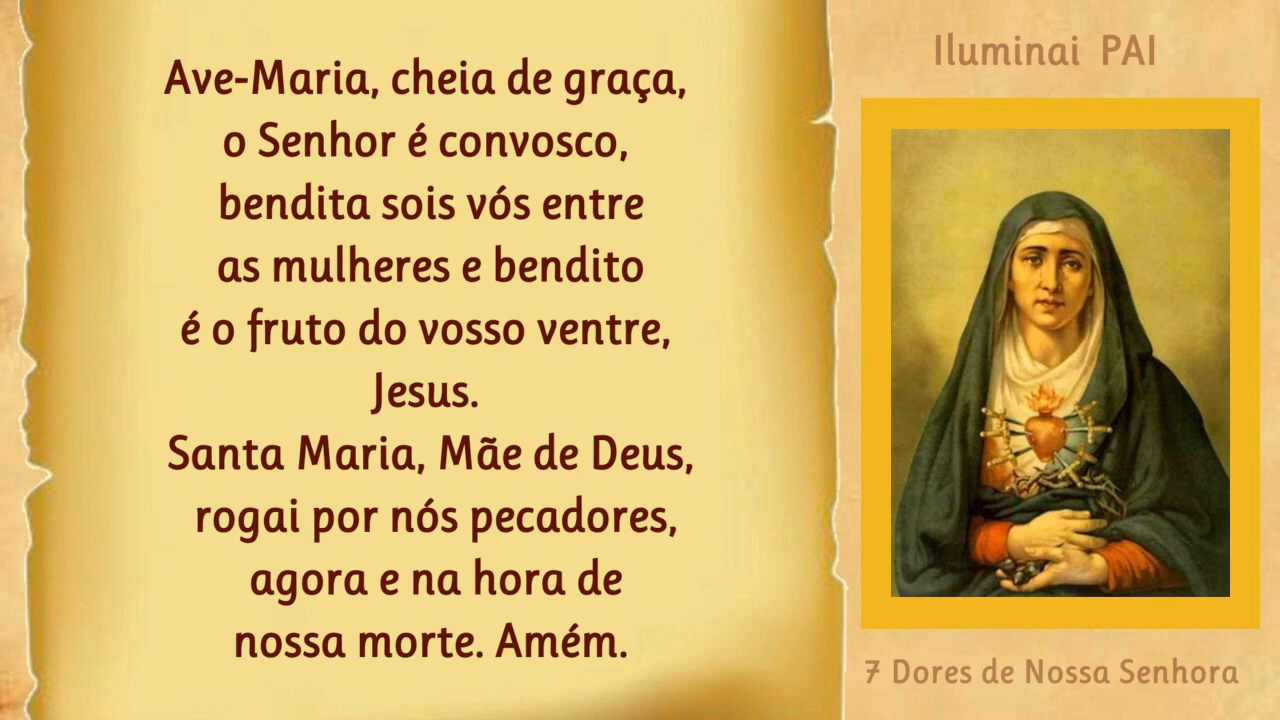 Ave-Maria, cheia de graça,
o Senhor é convosco,
bendita sois vós entre
as mulheres e bendito
é o fruto do vosso ventre,
Jesus.
Santa Maria, Mãe de Deus,
rogai por nós pecadores,
agora e na hora de
nossa morte. Amém.
Iluminai PAI
7 Dores de Nossa Senhora